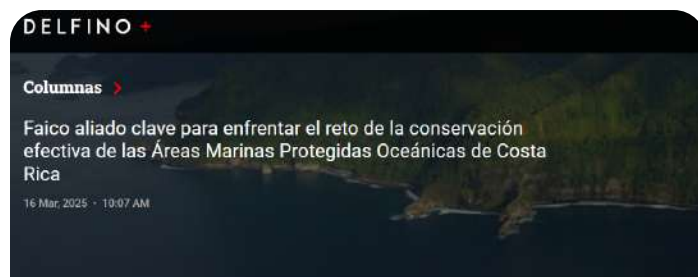 DELFINO +
Columnas >
Faico aliado clave para enfrentar el reto de la conservación
efectiva de las Áreas Marinas Protegidas Oceánicas de Costa
Rica
16 Mar, 2025 · 10:07 AM